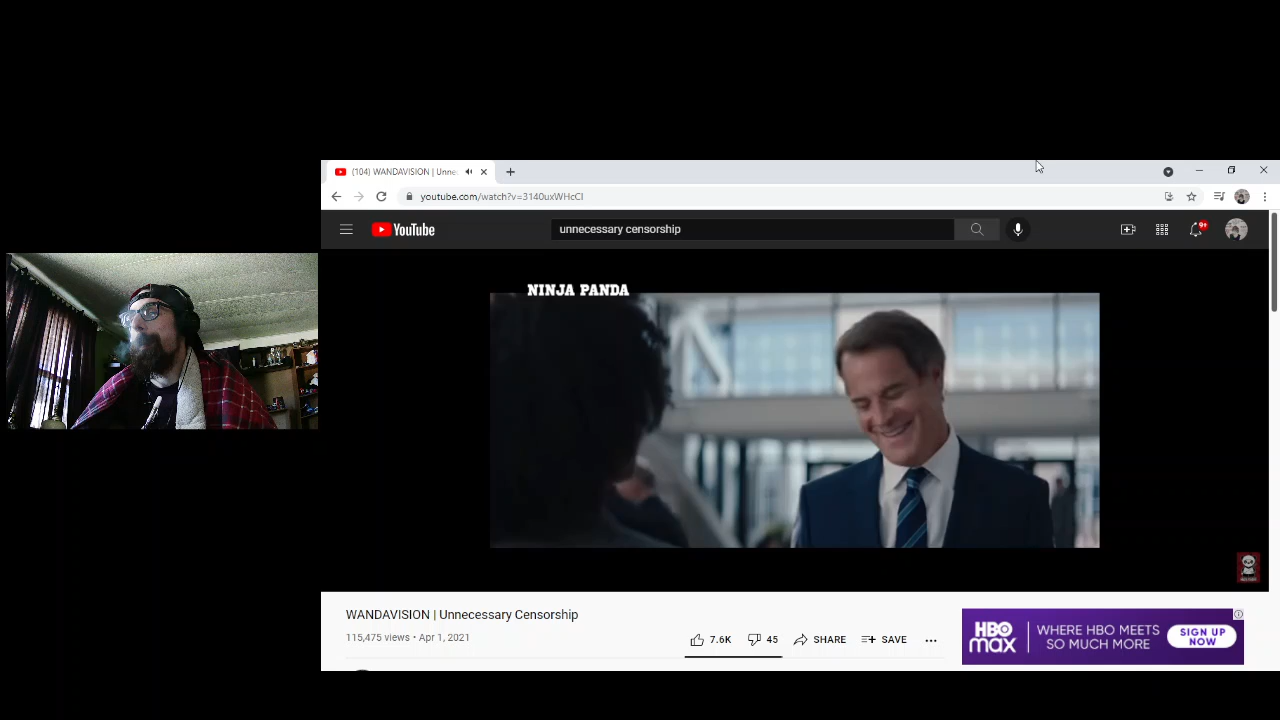 (104) WANDAVISION | Unne
youtube.com/watch?v=3140uxWHcCI
YouTube
unnecessary censorship
9+
NINJA PANDA
WANDAVISION | Unnecessary Censorship
115,475 views • Apr 1, 2021
7.6K
45
SHARE
SAVE
HBO
max
WHERE HBO MEETS
SO MUCH MORE
SIGN UP
NOW